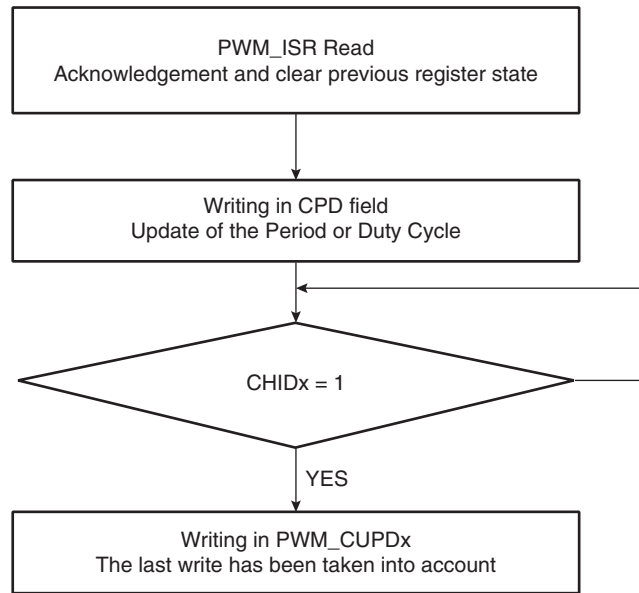 PWM_ISR Read
Acknowledgement and clear previous register state
Writing in CPD field
Update of the Period or Duty Cycle
CHIDx = 1
YES
Writing in PWM_CUPDx
The last write has been taken into account